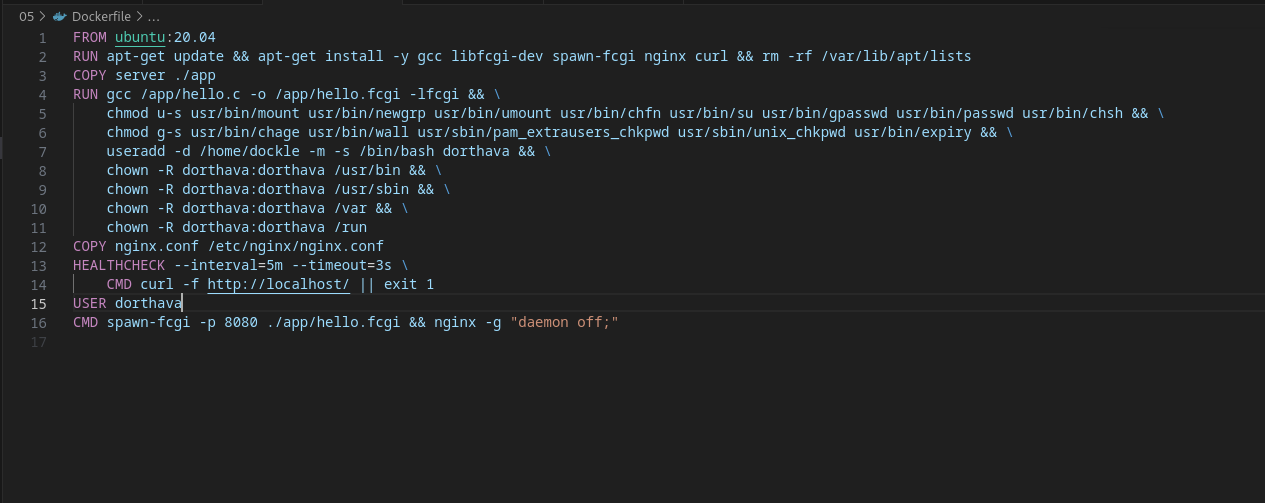 05 > Dockerfile > ...
1 FROM ubuntu:20.04
2 RUN apt-get update && apt-get install -y gcc libfcgi-dev spawn-fcgi nginx curl && rm -rf /var/lib/apt/lists
3 COPY server ./app
4 RUN gcc /app/hello.c -o /app/hello.fcgi -lfcgi && \
5     chmod u-s usr/bin/mount usr/bin/newgrp usr/bin/umount usr/bin/chfn usr/bin/su usr/bin/gpasswd usr/bin/passwd usr/bin/chsh && \
6     chmod g-s usr/bin/chage usr/bin/wall usr/sbin/pam_extrausers_chkpwd usr/sbin/unix_chkpwd usr/bin/expiry && \
7     useradd -d /home/dockle -m -s /bin/bash dorthava && \
8     chown -R dorthava:dorthava /usr/bin && \
9     chown -R dorthava:dorthava /usr/sbin && \
10     chown -R dorthava:dorthava /var && \
11     chown -R dorthava:dorthava /run
12 COPY nginx.conf /etc/nginx/nginx.conf
13 HEALTHCHECK --interval=5m --timeout=3s \
14     CMD curl -f http://localhost/ || exit 1
15 USER dorthava
16 CMD spawn-fcgi -p 8080 ./app/hello.fcgi && nginx -g "daemon off;"
17